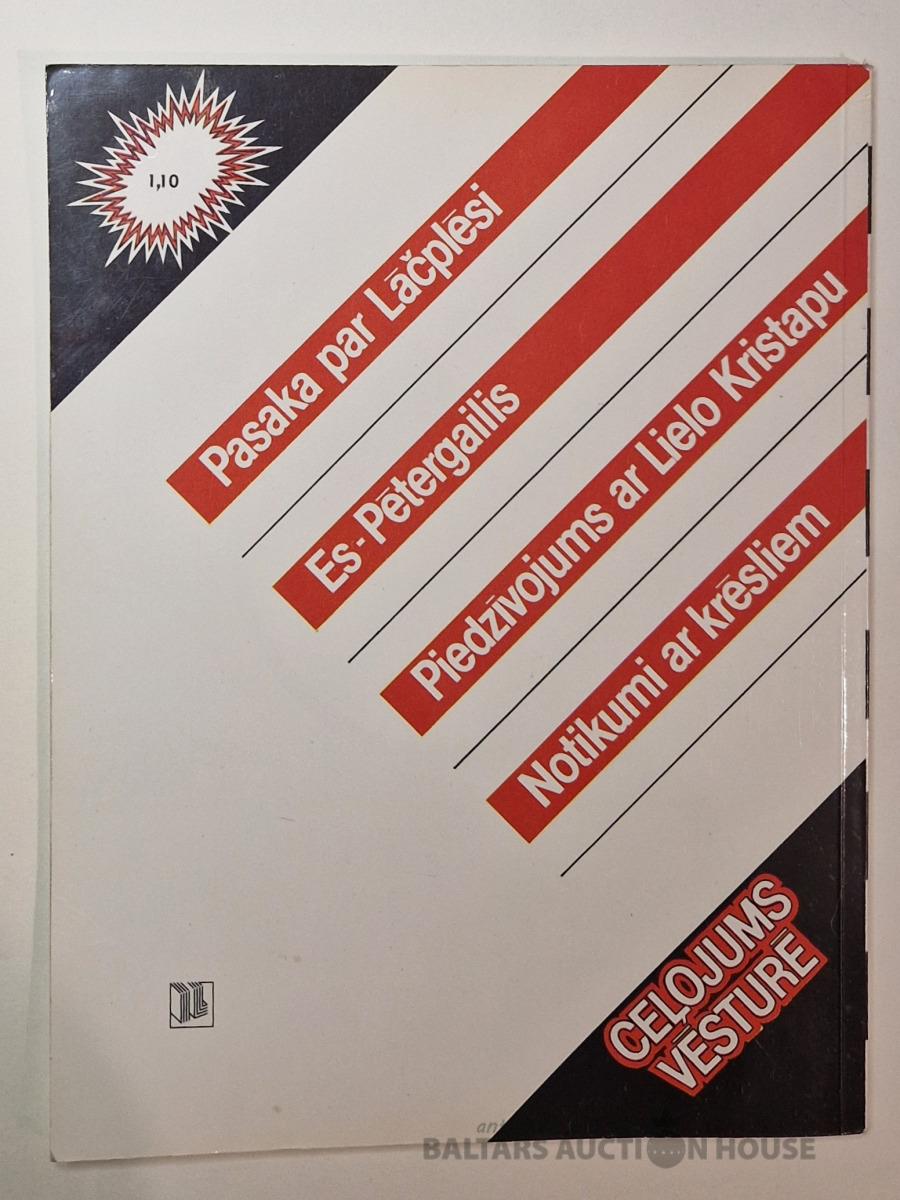 1,10
Pasaka par Lāčplēsi
Es-Pētergailis
Piedzīvojums ar Lielo Kristapu
Notikumi ar krēsliem
CEĻOJUMS
VĒSTURĒ
BALTARS AUCTION HOUSE